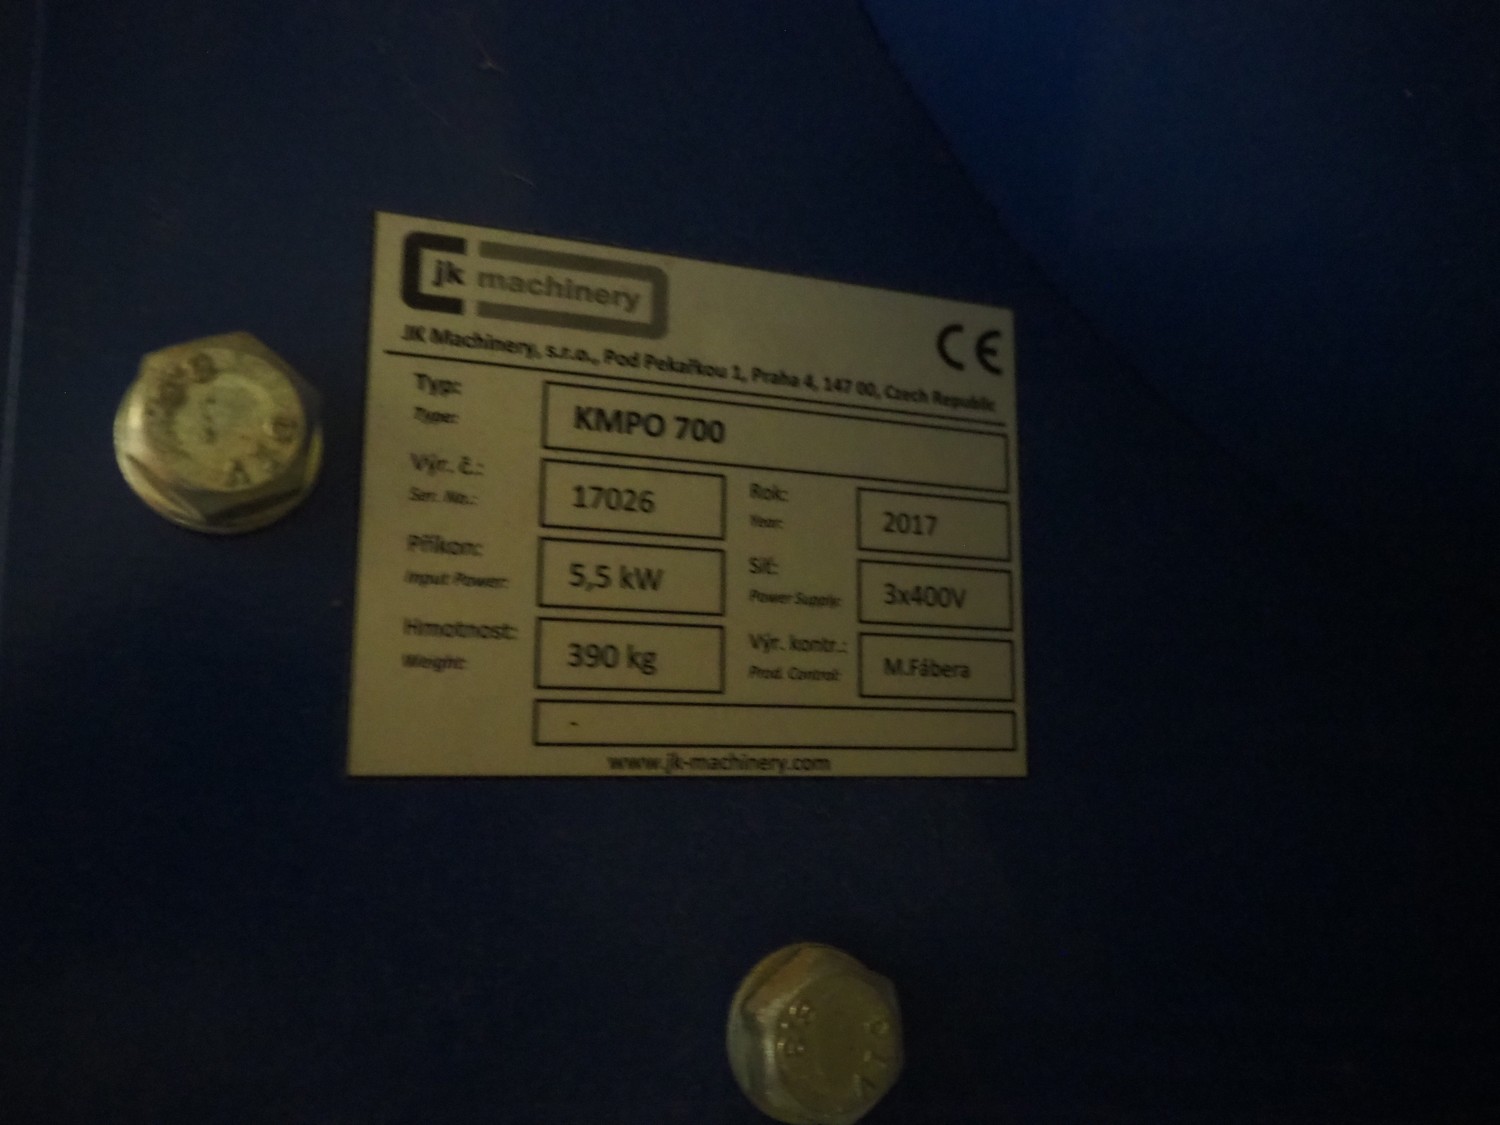 jk machinery
CE
JK Machinery, s.r.o., Pod Pekařkou 1, Praha 4, 147 00, Czech Republic
Typ:
Type:
KMPO 700
Výr. č.:
Ser. No.:
17026
Rok:
Year:
2017
Příkon:
Input Power:
5,5 kW
Síť:
Power Supply:
3x400V
Hmotnost:
Weight:
390 kg
Výr. kontr.:
Prod. Control:
M.Fábera
-
www.jk-machinery.com
8.8